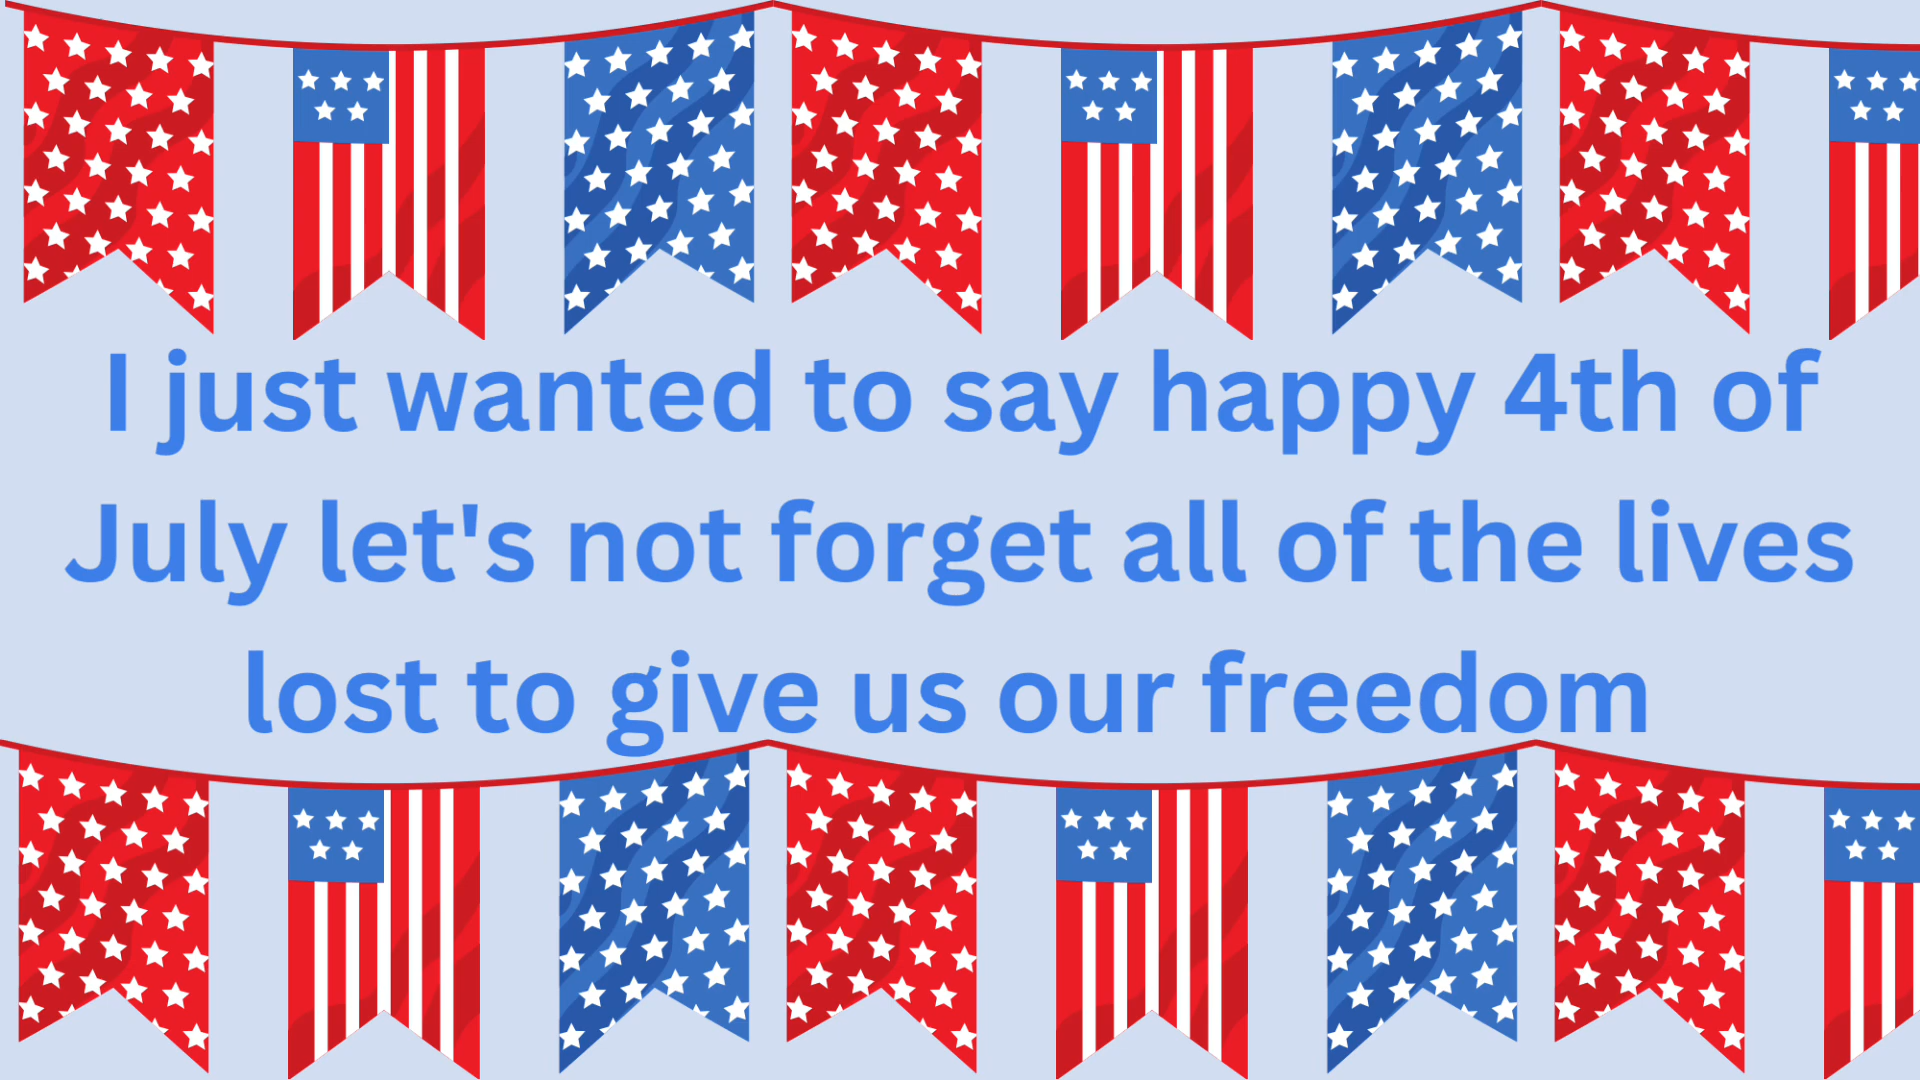 I just wanted to say happy 4th of
July let's not forget all of the lives
lost to give us our freedom